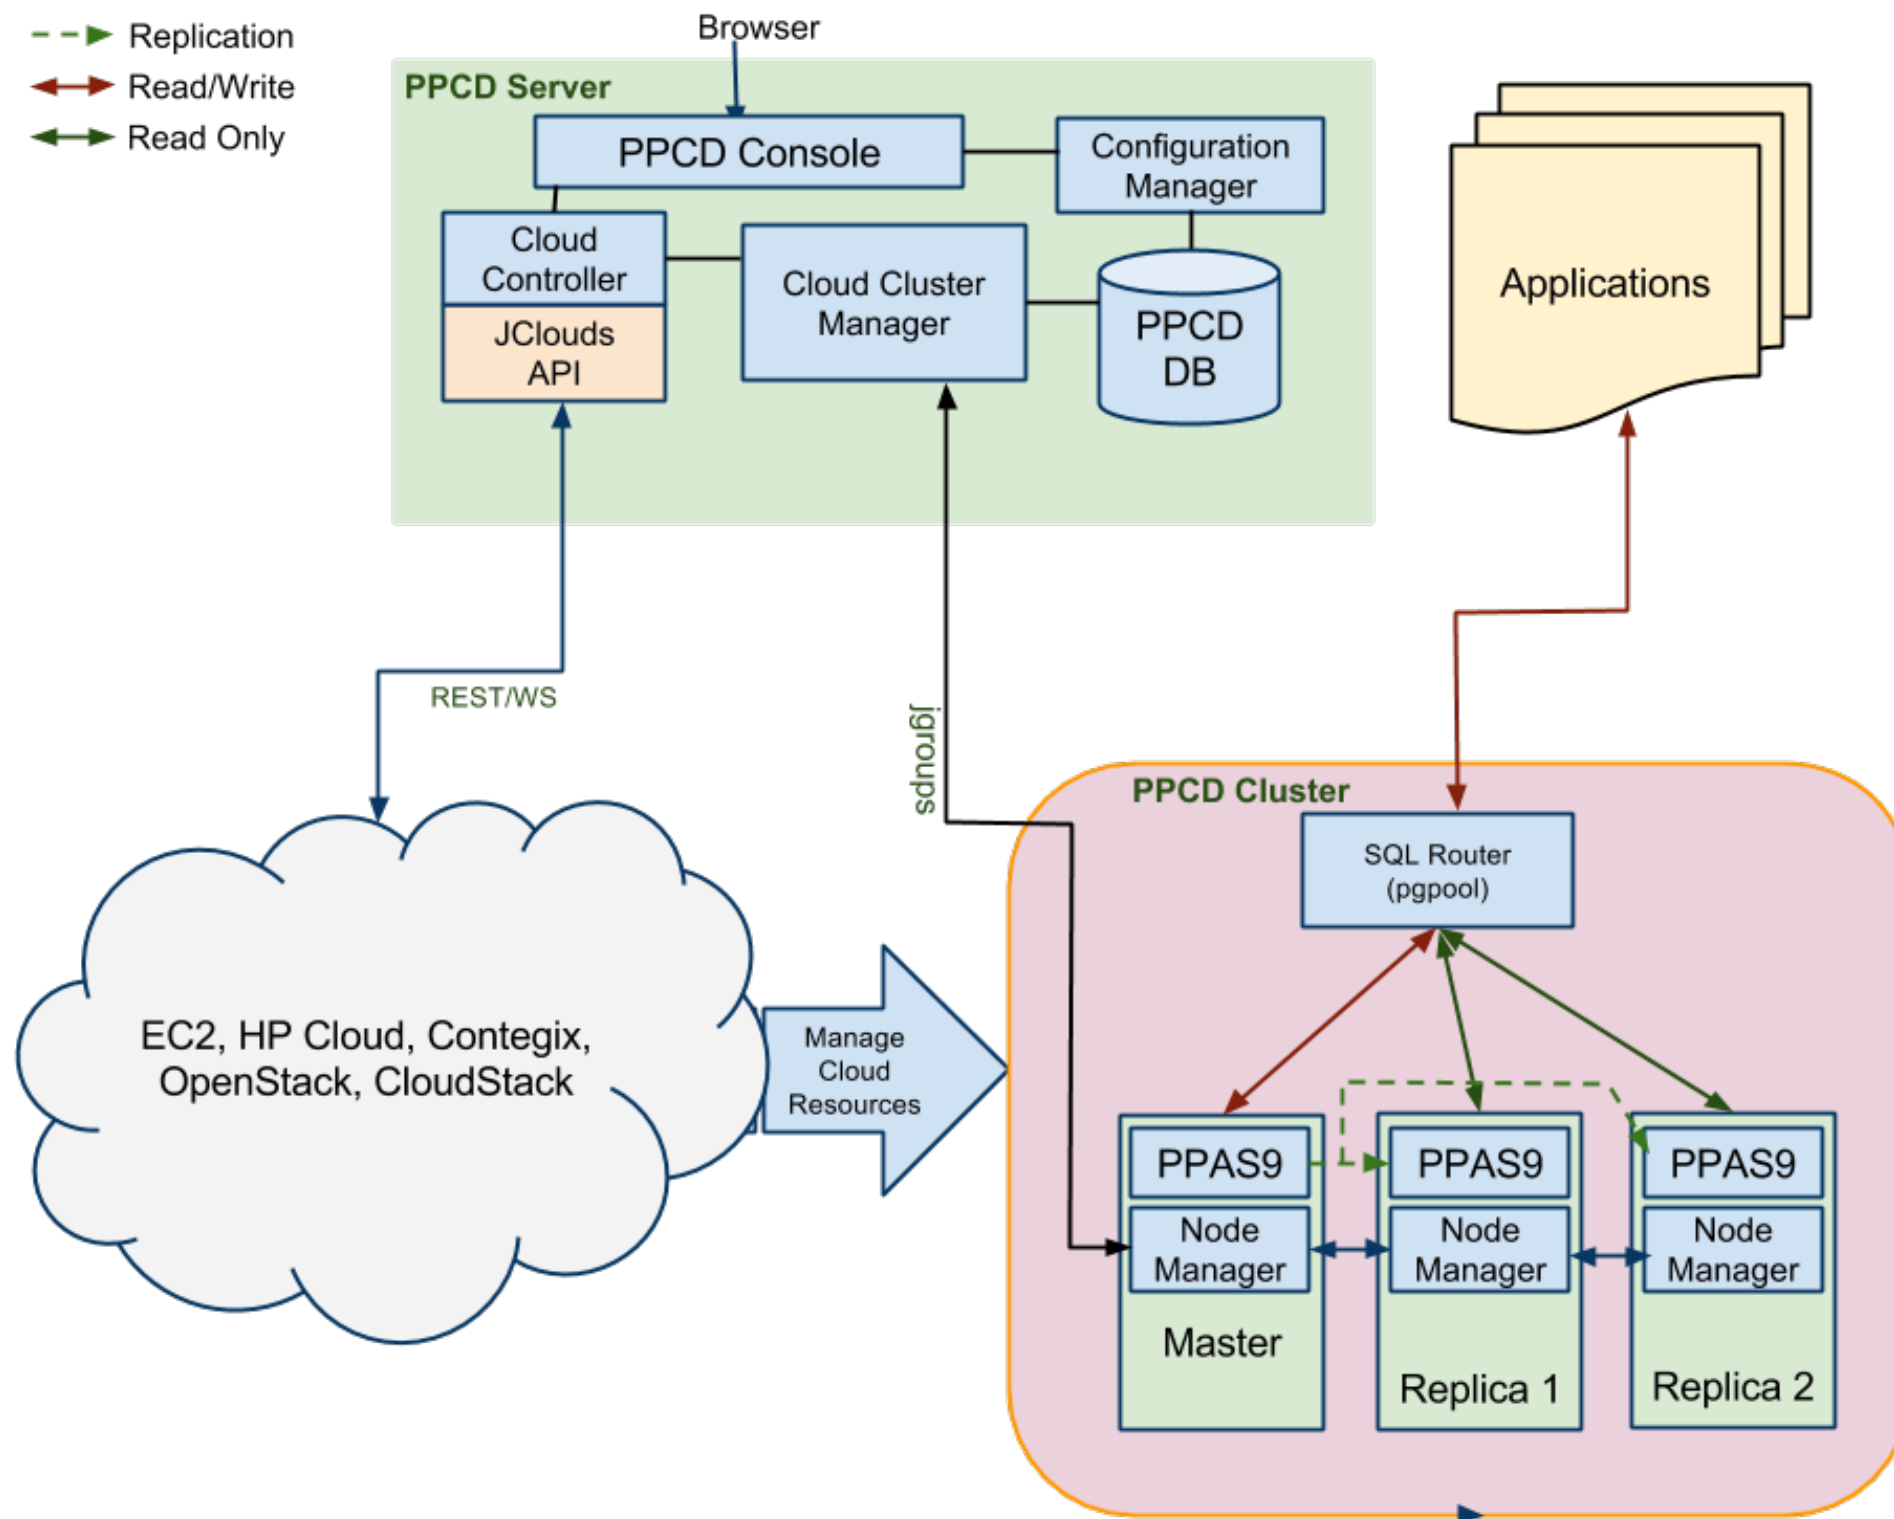 Replication
Read/Write
Read Only
Browser
PPCD Server
PPCD Console
Configuration
Manager
Cloud
Controller
JClouds
API
Cloud Cluster
Manager
PPCD
DB
Applications
REST/WS
jgroups
EC2, HP Cloud, Contegix,
OpenStack, CloudStack
Manage
Cloud
Resources
PPCD Cluster
SQL Router
(pgpool)
PPAS9
Node
Manager
Master
PPAS9
Node
Manager
Replica 1
PPAS9
Node
Manager
Replica 2